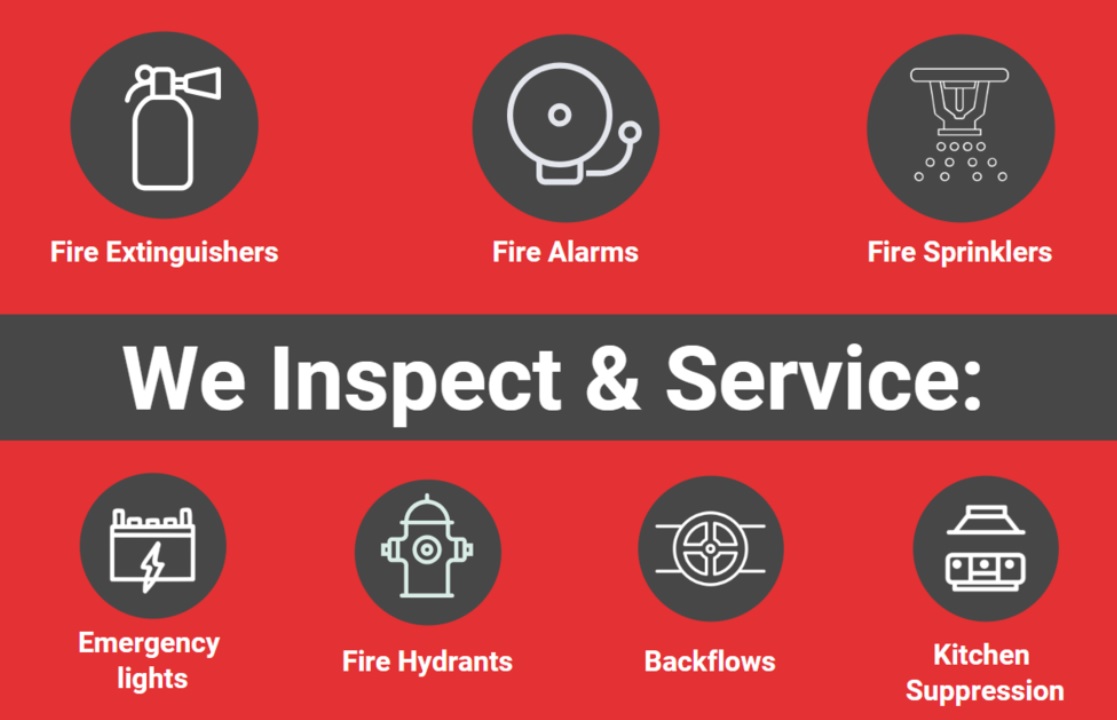 Fire Extinguishers
Fire Alarms
Fire Sprinklers
We Inspect & Service:
Emergency
lights
Fire Hydrants
Backflows
Kitchen
Suppression